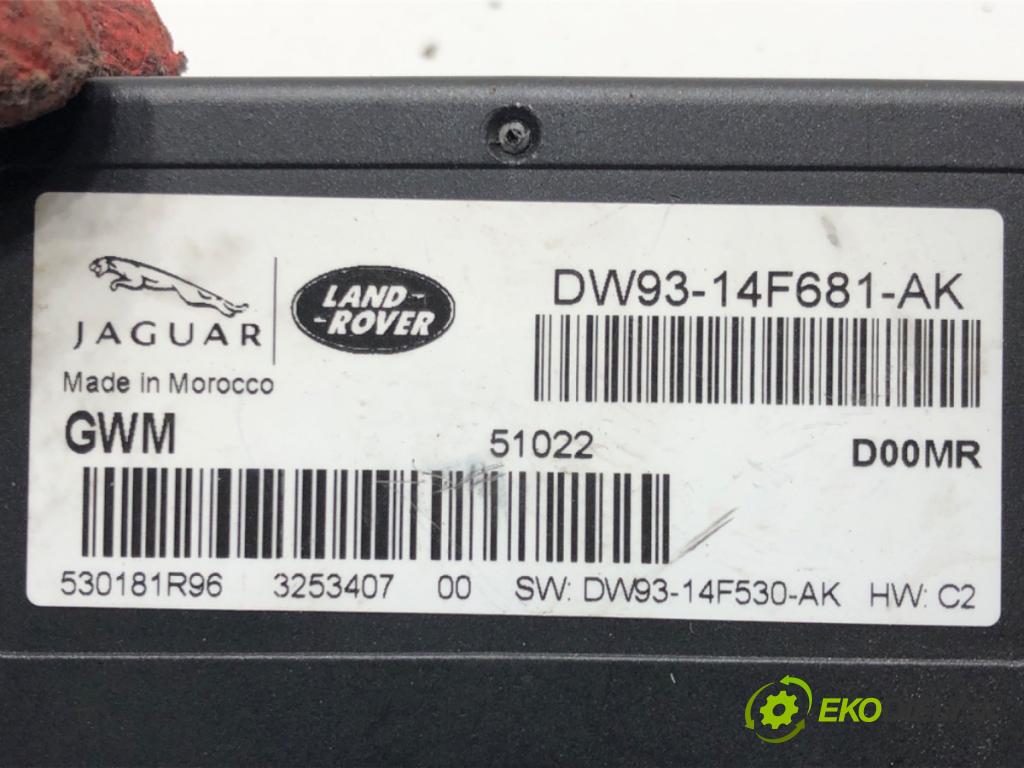 JAGUAR
LAND-
-ROVER
DW93-14F681-AK
Made in Morocco
GWM 51022 D00MR
530181R96 3253407 00 SW: DW93-14F530-AK HW: C2
EKO